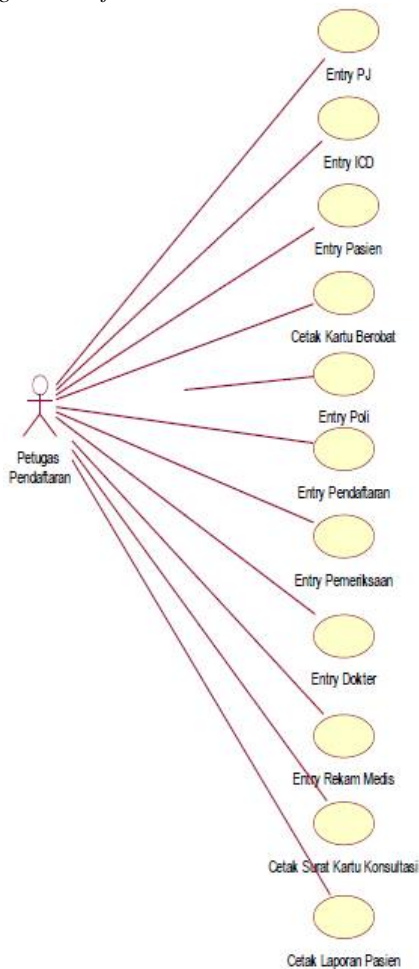 Entry PJ
Entry ICD
Entry Pasien
Cetak Kartu Berobat
Entry Poli
Petugas
Pendaftaran
Entry Pendaftaran
Entry Pemeriksaan
Entry Dokter
Entry Rekam Medis
Cetak Surat Kartu Konsultasi
Cetak Laporan Pasien